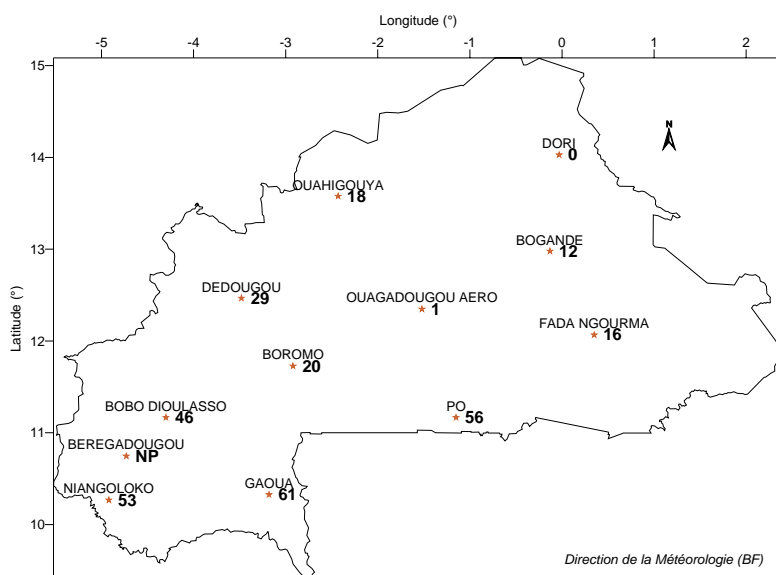 Longitude (°)
-5 -4 -3 -2 -1 0 1 2
15
N
DORI
14
0
OUAHIGOUYA
18
BOGANDE
13
12
DEDOUGOU
29
OUAGADOUGOU AERO
1
FADA NGOURMA
16
Latitude (°)
12
BOROMO
20
BOBO DIOULASSO
46
PO
56
11
BEREGADOUGOU
NP
NIANGOLOKO
53
GAOUA
61
10
Direction de la Météorologie (BF)